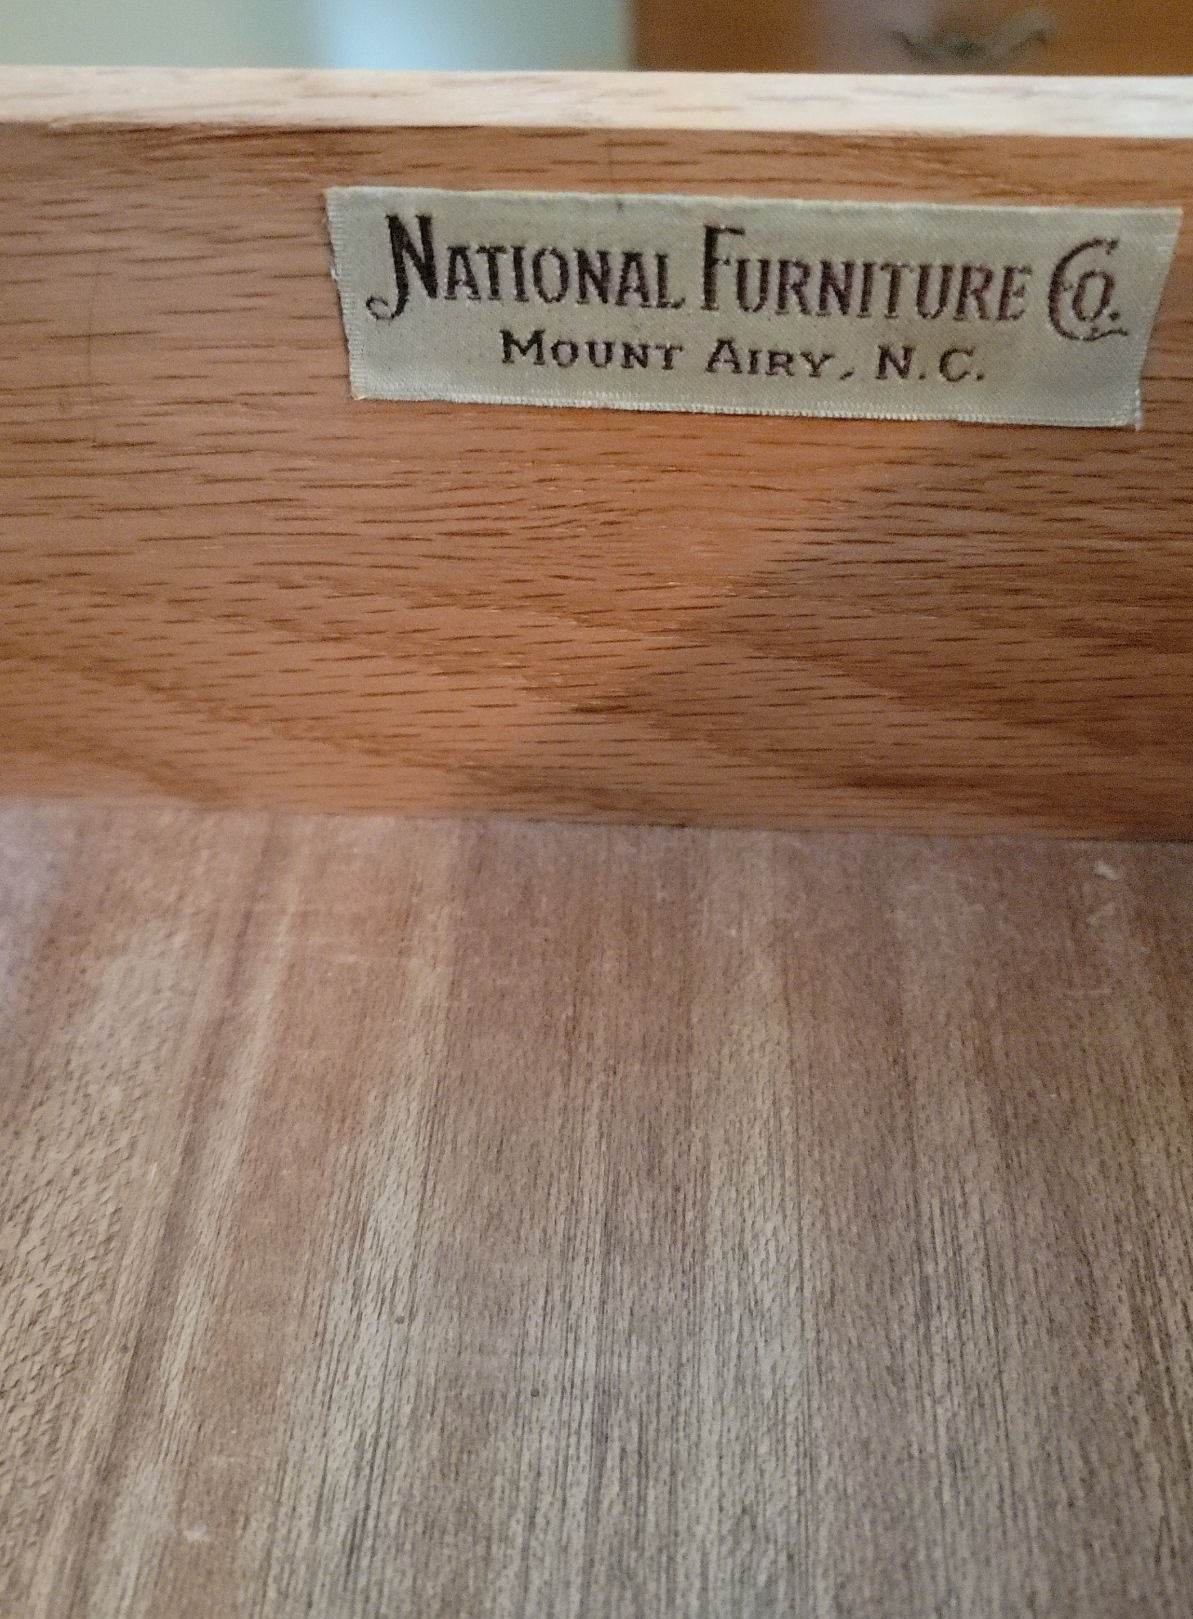 National Furniture Co.
Mount Airy, N.C.